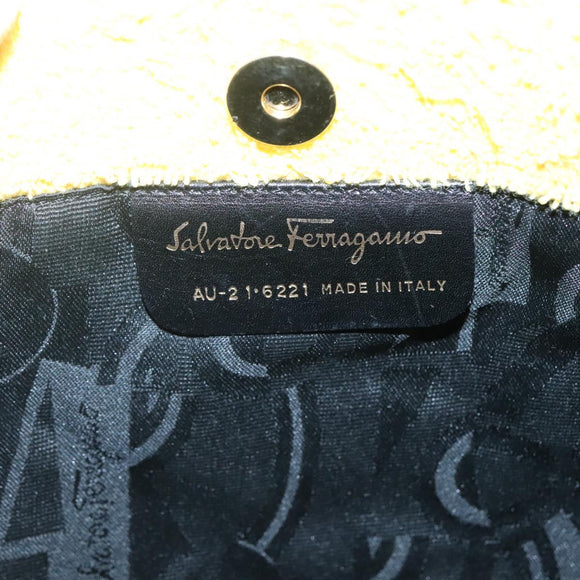 Salvatore Ferragamo
AU-21·6221 MADE IN ITALY